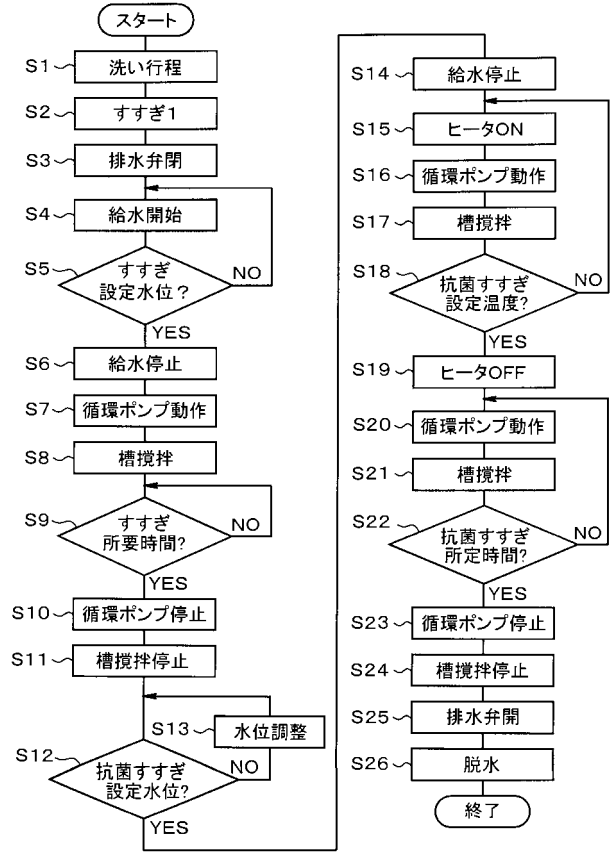 スタート
S1
洗い行程
S2
すすぎ1
S3
排水弁閉
S4
給水開始
S5
すすぎ
設定水位?
NO
YES
S6
給水停止
S7
循環ポンプ動作
S8
槽撹拌
S9
すすぎ
所要時間?
NO
YES
S10
循環ポンプ停止
S11
槽撹拌停止
S13
水位調整
S12
抗菌すすぎ
設定水位?
NO
YES
S14
給水停止
S15
ヒータON
S16
循環ポンプ動作
S17
槽撹拌
S18
抗菌すすぎ
設定温度?
NO
YES
S19
ヒータOFF
S20
循環ポンプ動作
S21
槽撹拌
S22
抗菌すすぎ
所定時間?
NO
YES
S23
循環ポンプ停止
S24
槽撹拌停止
S25
排水弁開
S26
脱水
終了